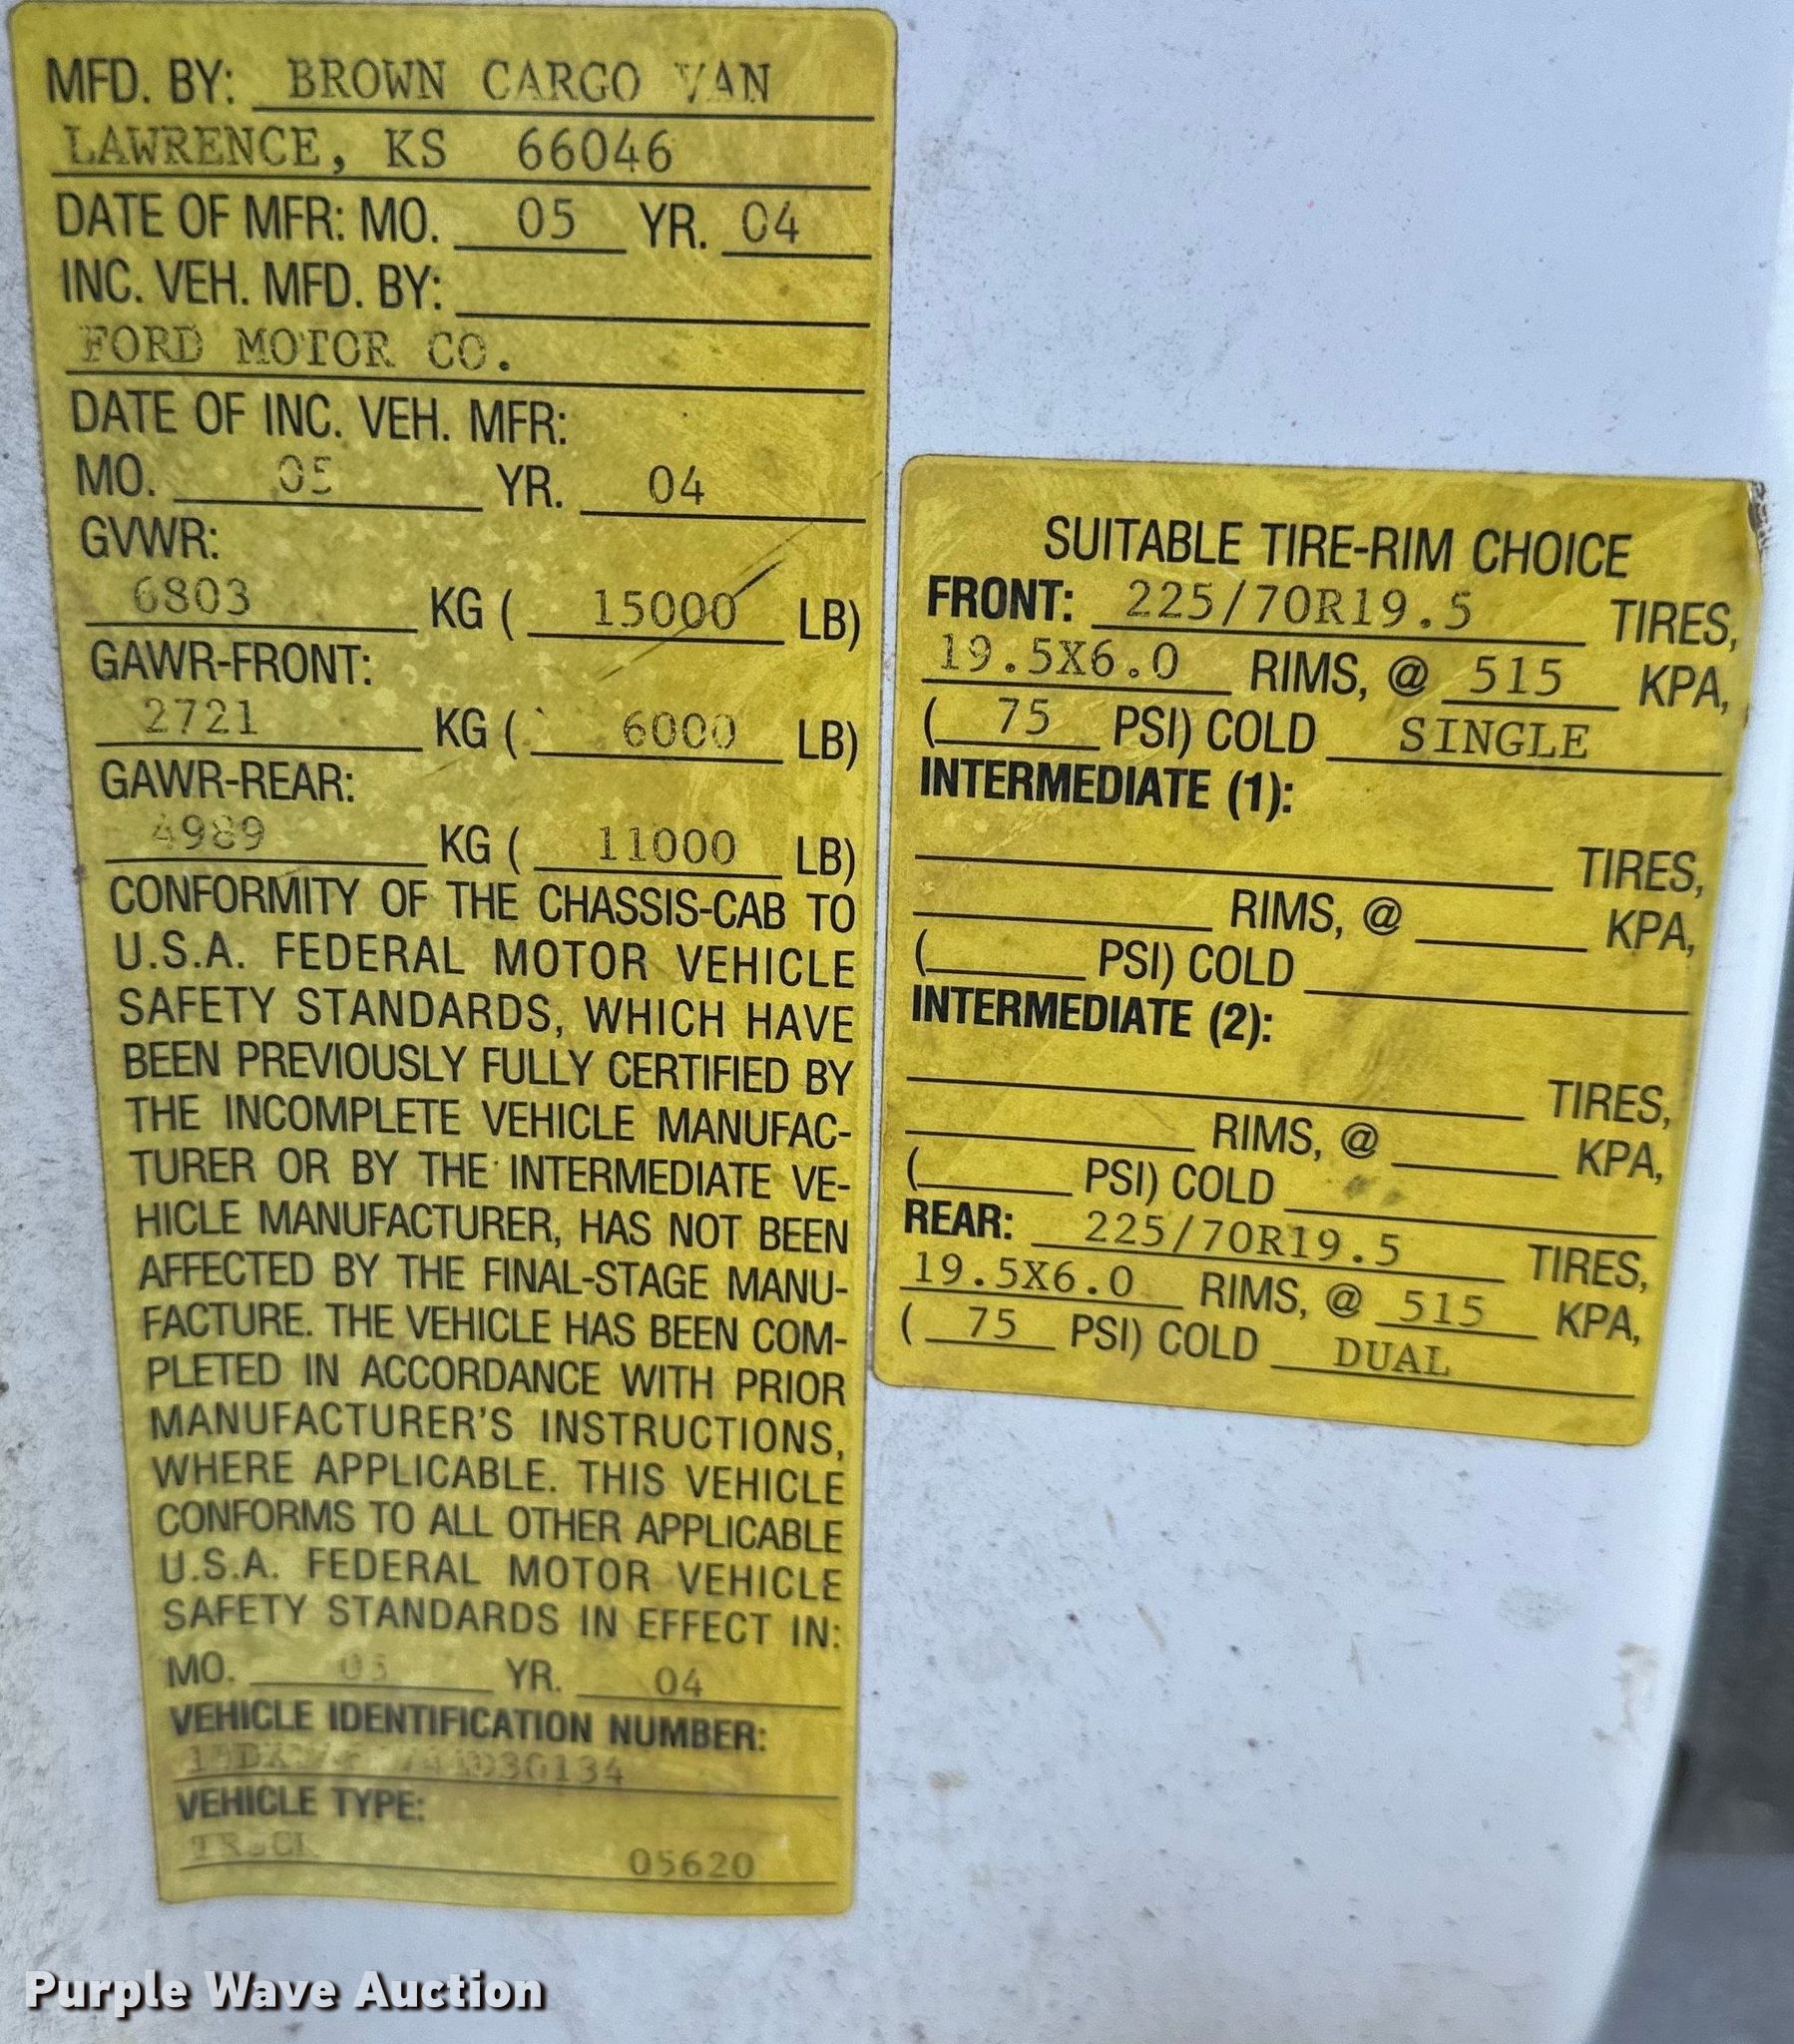 MFD. BY: BROWN CARGO VAN
LAWRENCE, KS 66046
DATE OF MFR: MO. 05 YR. 04
INC. VEH. MFD. BY:
FORD MOTOR CO.
DATE OF INC. VEH. MFR:
MO. 05 YR. 04
GVWR:
6803 KG ( 15000 LB)
GAWR-FRONT:
2721 KG ( 6000 LB)
GAWR-REAR:
4989 KG ( 11000 LB)
CONFORMITY OF THE CHASSIS-CAB TO
U.S.A. FEDERAL MOTOR VEHICLE
SAFETY STANDARDS, WHICH HAVE
BEEN PREVIOUSLY FULLY CERTIFIED BY
THE INCOMPLETE VEHICLE MANUFAC-
TURER OR BY THE INTERMEDIATE VE-
HICLE MANUFACTURER, HAS NOT BEEN
AFFECTED BY THE FINAL-STAGE MANU-
FACTURE. THE VEHICLE HAS BEEN COM-
PLETED IN ACCORDANCE WITH PRIOR
MANUFACTURER'S INSTRUCTIONS,
WHERE APPLICABLE. THIS VEHICLE
CONFORMS TO ALL OTHER APPLICABLE
U.S.A. FEDERAL MOTOR VEHICLE
SAFETY STANDARDS IN EFFECT IN:
MO. 05 YR. 04
VEHICLE IDENTIFICATION NUMBER:
VEHICLE TYPE:
TRUCK 05620
SUITABLE TIRE-RIM CHOICE
FRONT: 225/70R19.5 TIRES,
19.5X6.0 RIMS, @ 515 KPA,
( 75 PSI) COLD SINGLE
INTERMEDIATE (1):
TIRES,
RIMS, @ KPA,
( PSI) COLD
INTERMEDIATE (2):
TIRES,
RIMS, @ KPA,
( PSI) COLD
REAR: 225/70R19.5 TIRES,
19.5X6.0 RIMS, @ 515 KPA,
( 75 PSI) COLD DUAL
Purple Wave Auction